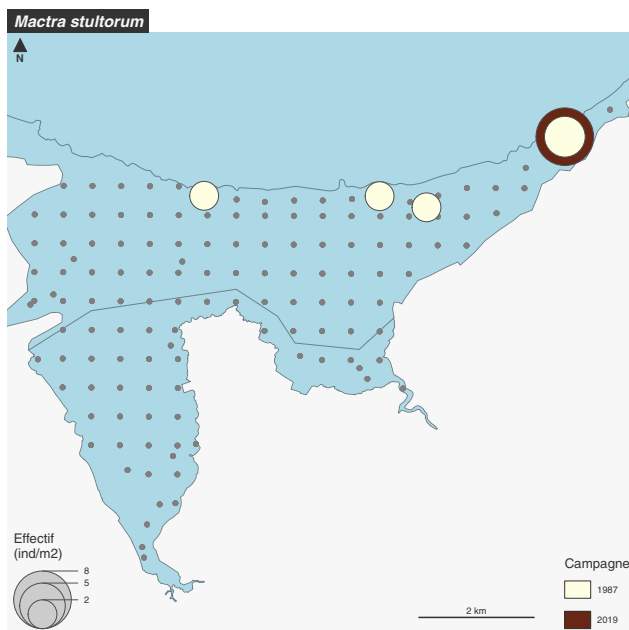 Mactra stultorum
N
Effectif
(ind/m2)
8
5
2
2 km
Campagne
1987
2019